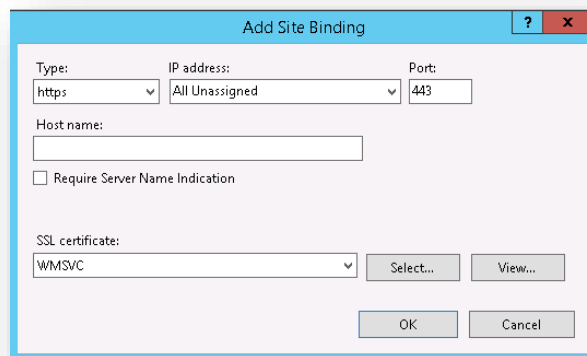 Add Site Binding
? x
Type: IP address: Port:
https All Unassigned 443
Host name:
Require Server Name Indication
SSL certificate:
WMSVC Select... View...
OK Cancel